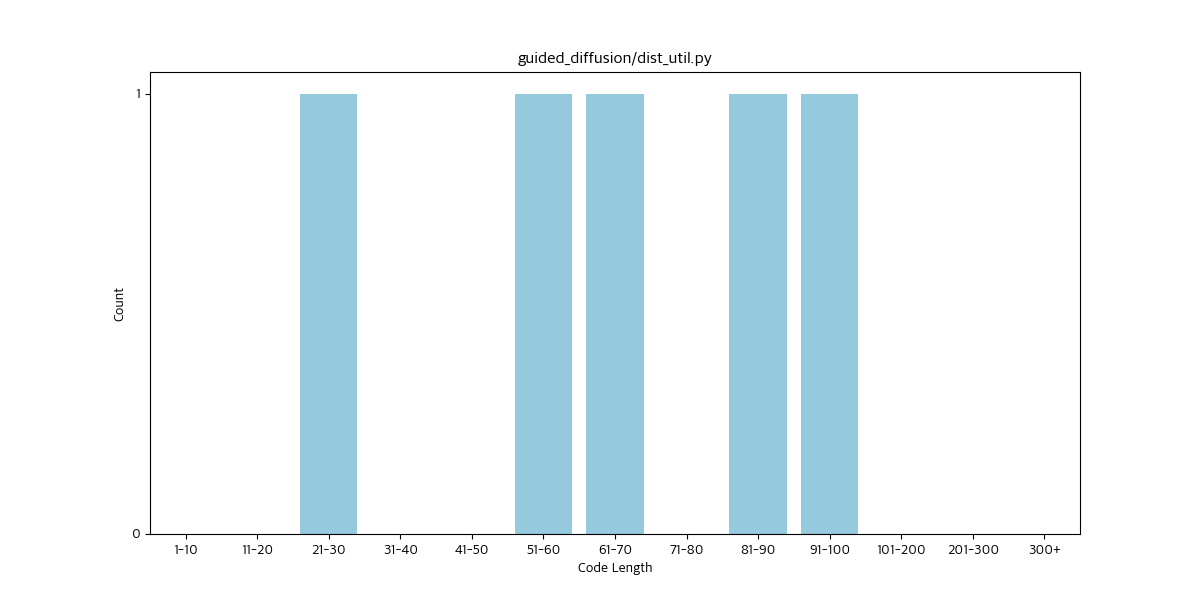 guided_diffusion/dist_util.py
1
Count
0
1-10 11-20 21-30 31-40 41-50 51-60 61-70 71-80 81-90 91-100 101-200 201-300 300+
Code Length